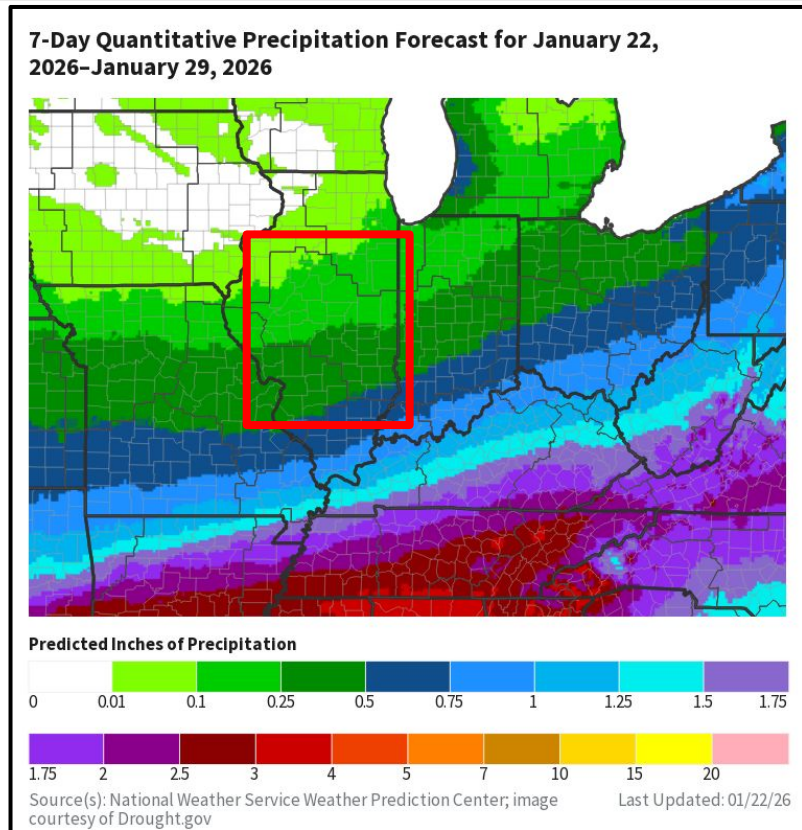 7-Day Quantitative Precipitation Forecast for January 22,
2026–January 29, 2026
Predicted Inches of Precipitation
0 0.01 0.1 0.25 0.5 0.75 1 1.25 1.5 1.75
1.75 2 2.5 3 4 5 7 10 15 20
Source(s): National Weather Service Weather Prediction Center; image
courtesy of Drought.gov
Last Updated: 01/22/26